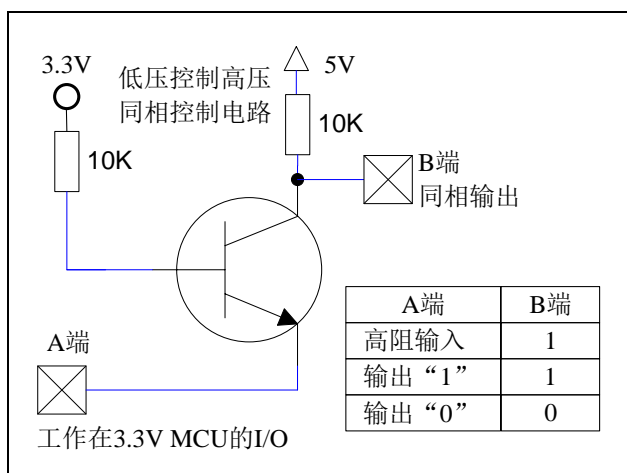 3.3V
低压控制高压
同相控制电路
5V
10K
10K
B端
同相输出
A端
工作在3.3V MCU的I/O
A端 B端
高阻输入 1
输出“1” 1
输出“0” 0